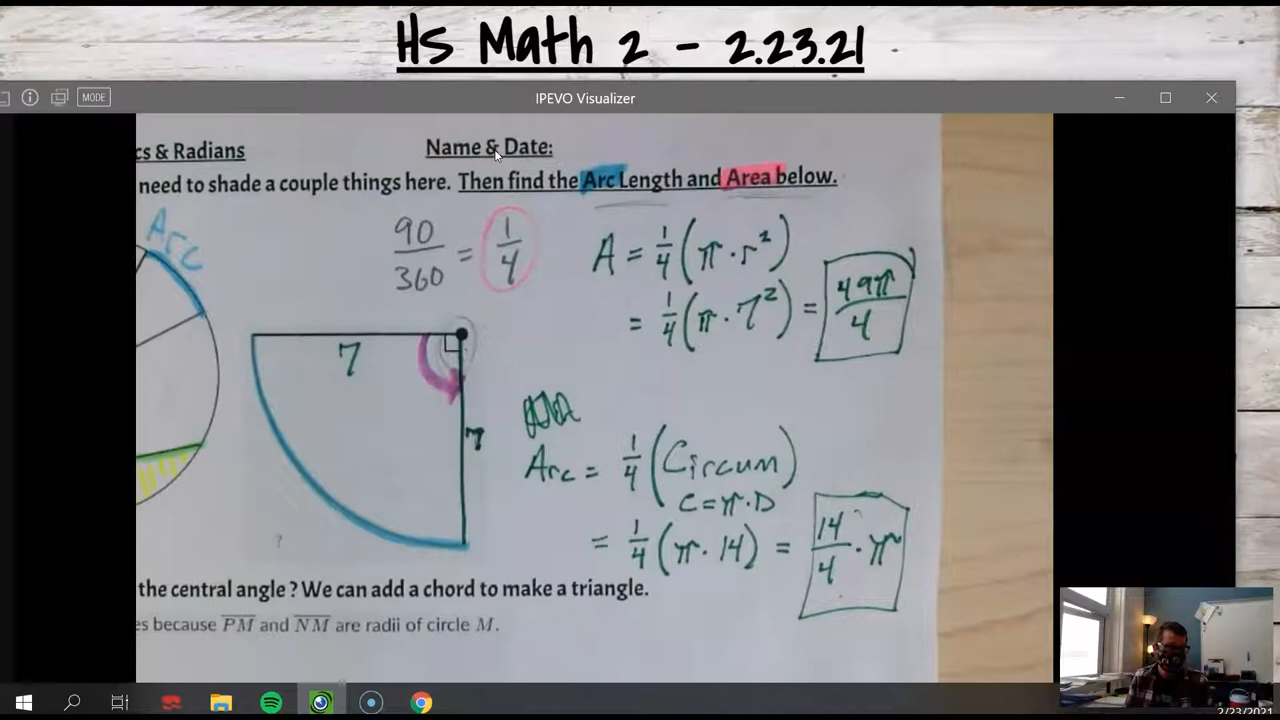 HS Math 2 - 2.23.21
MODE
IPEVO Visualizer
cs & Radians
Name & Date:
need to shade a couple things here. Then find the Arc Length and Area below.
Arc
90/360 = 1/4
A = 1/4 (π · r²)
= 1/4 (π · 7²) = 49π/4
7
7
Arc = 1/4 (Circum)
C = π · D
= 1/4 (π · 14) = 14/4 · π
?
the central angle ? We can add a chord to make a triangle.
es because PM and NM are radii of circle M.
2/23/2021